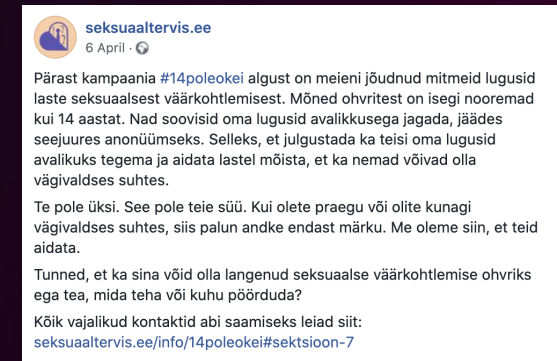 seksuaaltervis.ee
6 April ·
Pärast kampaania #14poleokei algust on meieni jõudnud mitmeid lugusid
laste seksuaalsest väärkohtlemisest. Mõned ohvritest on isegi nooremad
kui 14 aastat. Nad soovisid oma lugusid avalikkusega jagada, jäädes
seejuures anonüümseks. Selleks, et julgustada ka teisi oma lugusid
avalikuks tegema ja aidata lastel mõista, et ka nemad võivad olla
vägivaldses suhtes.
Te pole üksi. See pole teie süü. Kui olete praegu või olite kunagi
vägivaldses suhtes, siis palun andke endast märku. Me oleme siin, et teid
aidata.
Tunned, et ka sina võid olla langenud seksuaalse väärkohtlemise ohvriks
ega tea, mida teha või kuhu pöörduda?
Kõik vajalikud kontaktid abi saamiseks leiad siit:
seksuaaltervis.ee/info/14poleokei#sektsioon-7